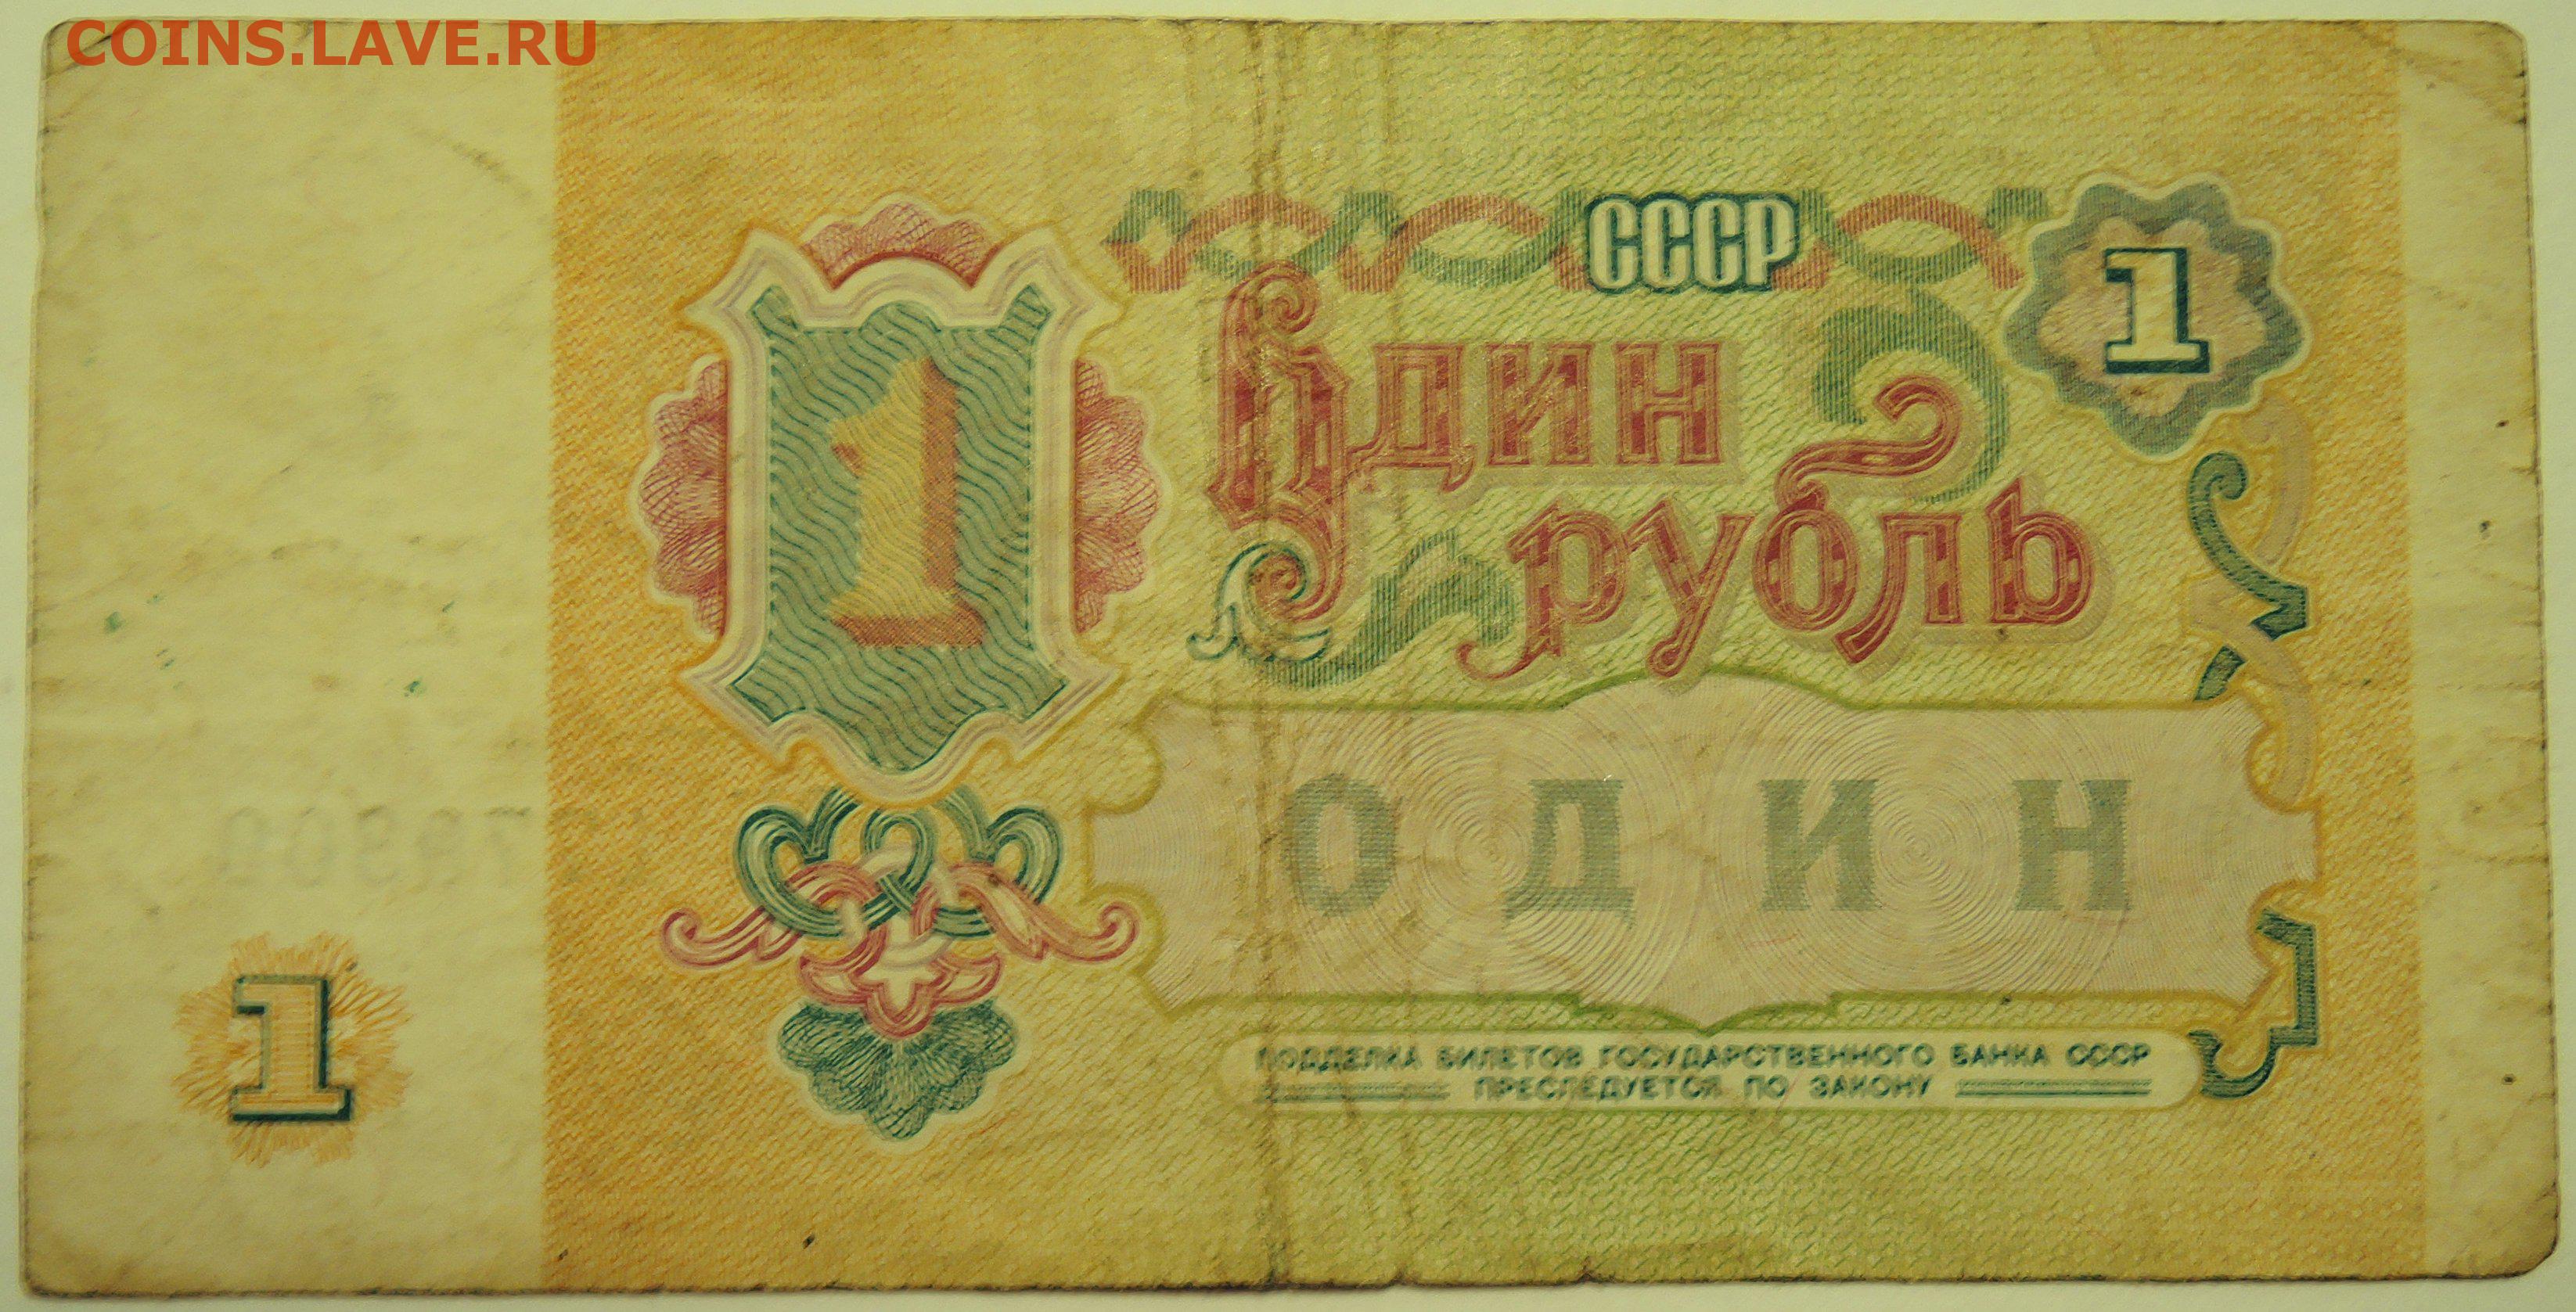 COINS.LAVE.RU
СССР
1
1
Один
рубль
ОДИН
1
ПОДДЕЛКА БИЛЕТОВ ГОСУДАРСТВЕННОГО БАНКА СССР
ПРЕСЛЕДУЕТСЯ ПО ЗАКОНУ